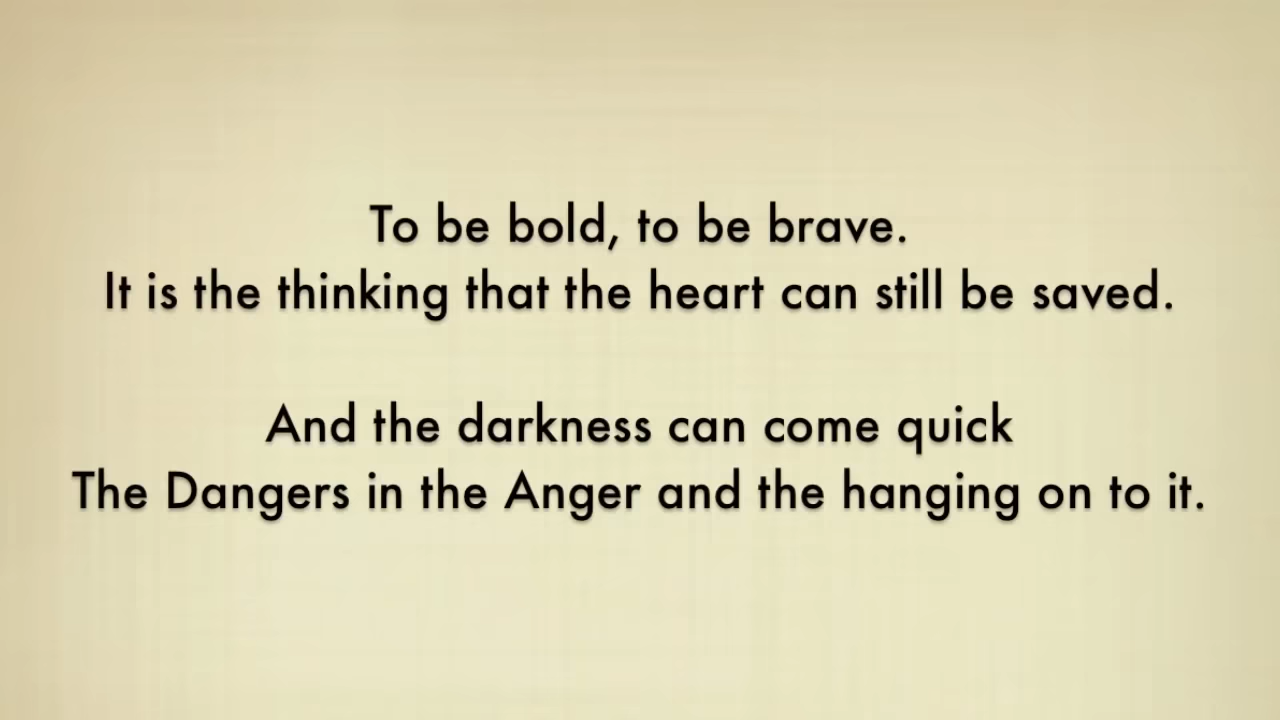 To be bold, to be brave.
It is the thinking that the heart can still be saved.
And the darkness can come quick
The Dangers in the Anger and the hanging on to it.